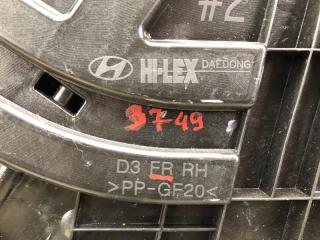 #2
HI-LEX DAEDONG
3749
D3 FR RH
>PP-GF20<